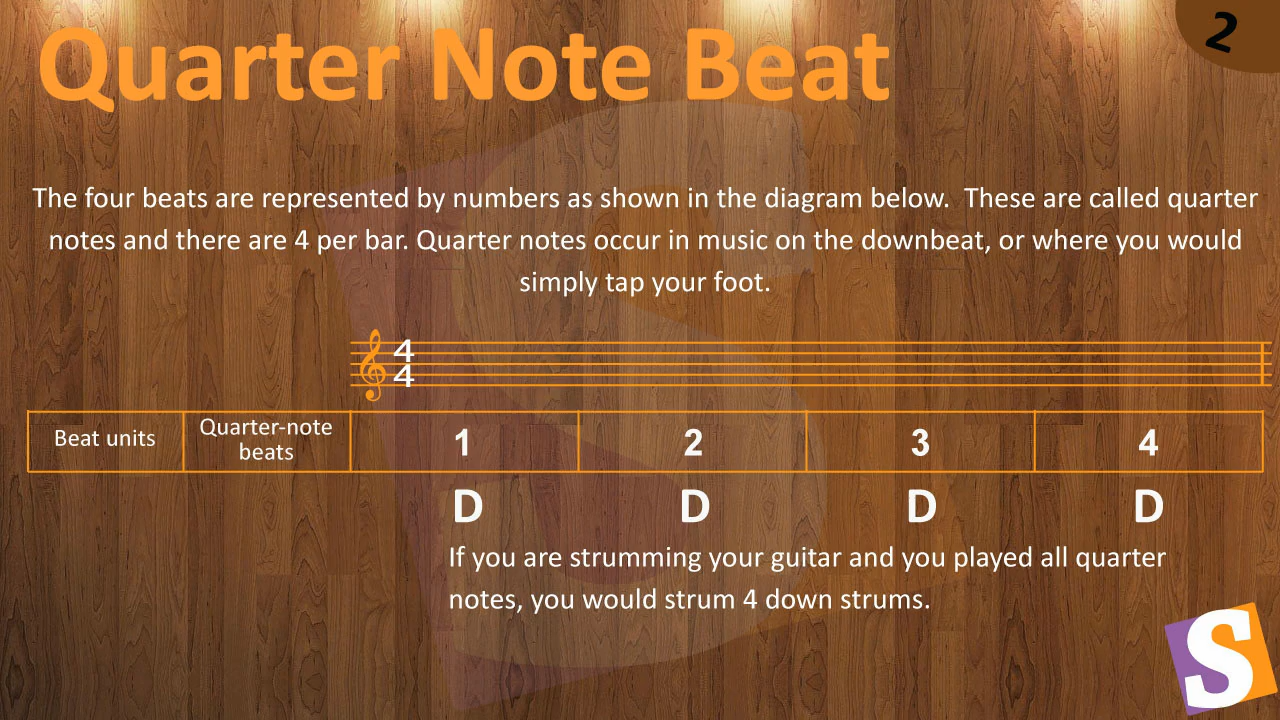 2
Quarter Note Beat
The four beats are represented by numbers as shown in the diagram below.  These are called quarter
notes and there are 4 per bar. Quarter notes occur in music on the downbeat, or where you would
simply tap your foot.
4
4
Beat units
Quarter-note
beats
1 2 3 4
D D D D
If you are strumming your guitar and you played all quarter
notes, you would strum 4 down strums.
S